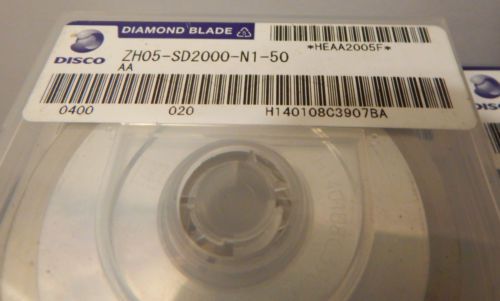 DIAMOND BLADE
DISCO
ZH05-SD2000-N1-50
AA
*HEAA2005F*
0400 020 H140108C3907BA